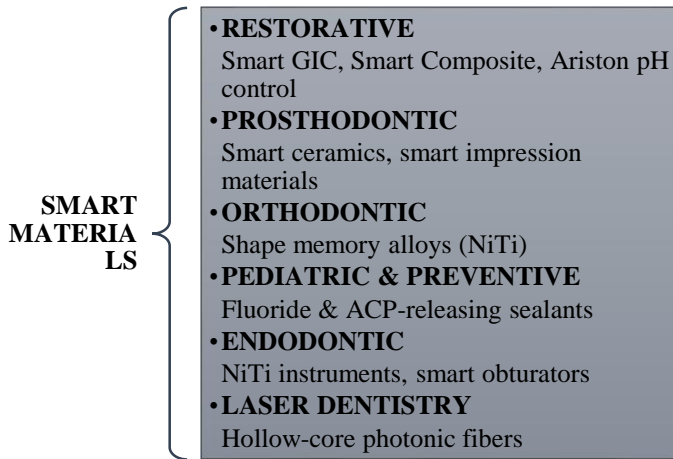 SMART
MATERIA
LS
•RESTORATIVE
Smart GIC, Smart Composite, Ariston pH
control
•PROSTHODONTIC
Smart ceramics, smart impression
materials
•ORTHODONTIC
Shape memory alloys (NiTi)
•PEDIATRIC & PREVENTIVE
Fluoride & ACP-releasing sealants
•ENDODONTIC
NiTi instruments, smart obturators
•LASER DENTISTRY
Hollow-core photonic fibers